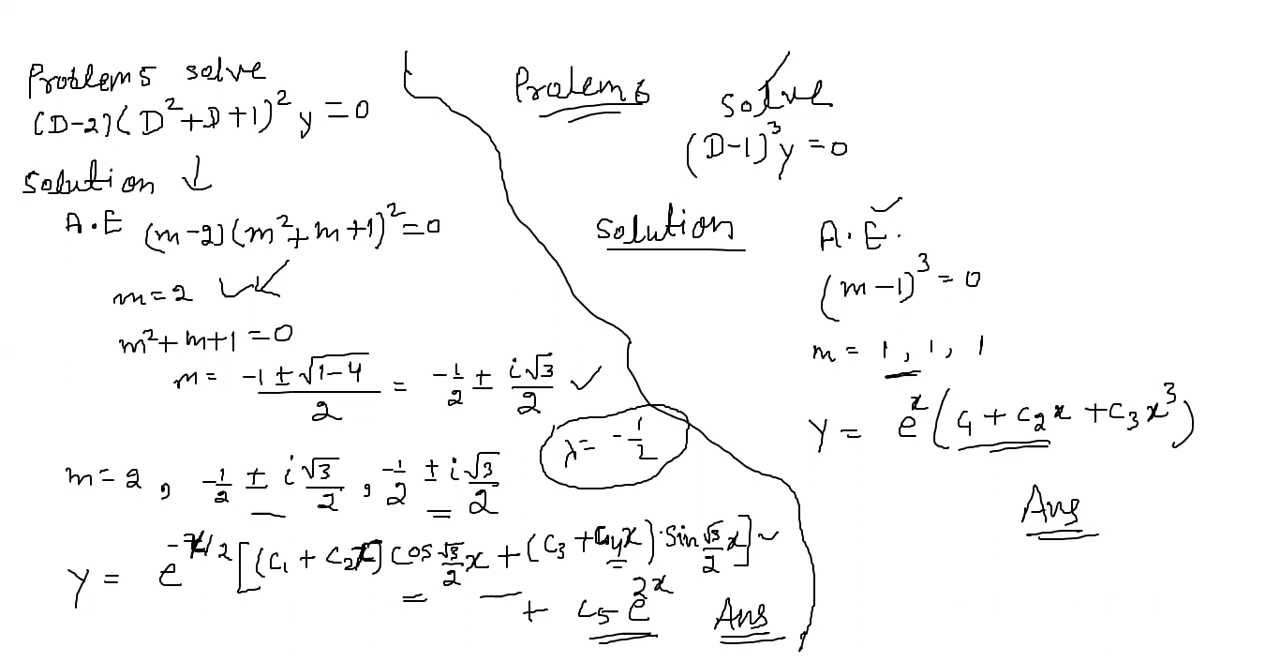 Problem 5 solve
(D-2)(D²+D+1)² y = 0
Solution ↓
A.E (m-2)(m²+m+1)² = 0
m = 2
m²+m+1 = 0
m = (-1 ± √(1-4))/2 = -1/2 ± i√3/2
λ = -1/2
m = 2, -1/2 ± i√3/2, -1/2 ± i√3/2
y = e^(-x/2) [(C₁ + C₂x) cos √3/2 x + (C₃ + C₄x)·Sin √3/2 x]
+ C₅ e^(2x) Ans
Prolem 6 solve
(D-1)³y = 0
Solution A.E.
(m-1)³ = 0
m = 1, 1, 1
y = e^x (C₁ + C₂x + C₃x³)
Ans